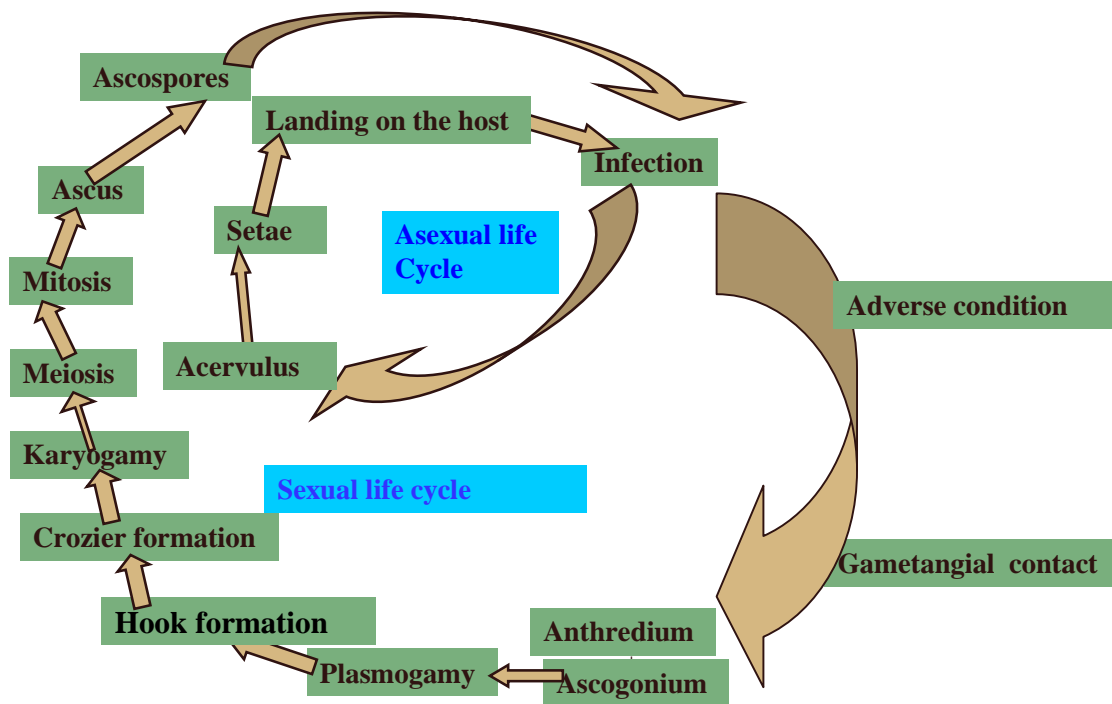 Ascospores
Landing on the host
Infection
Ascus
Setae
Asexual life
Cycle
Mitosis
Adverse condition
Meiosis
Acervulus
Karyogamy
Sexual life cycle
Crozier formation
Gametangial contact
Hook formation
Anthredium
Plasmogamy
Ascogonium